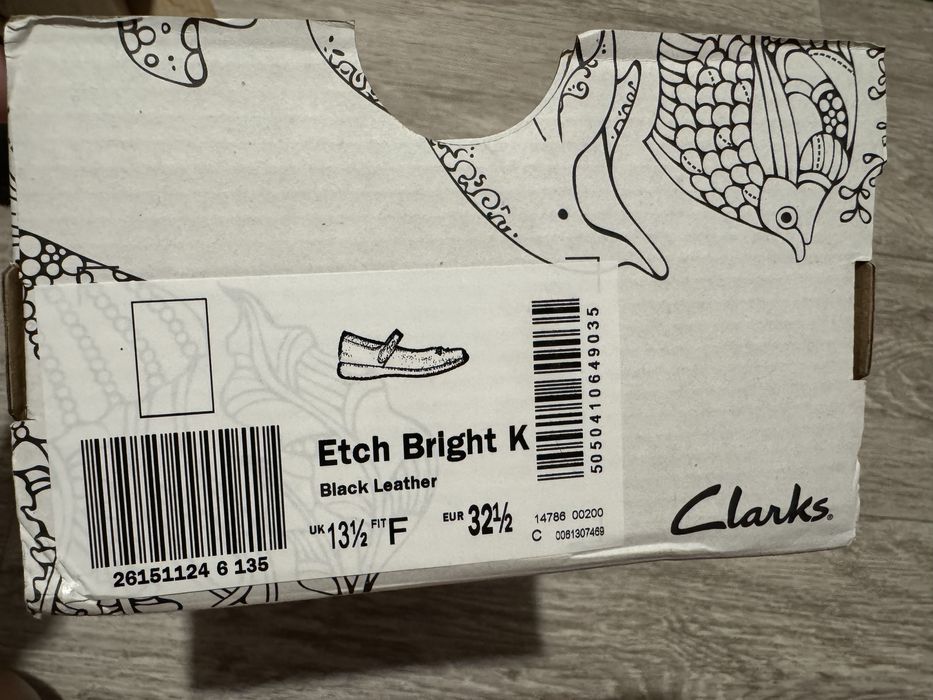 Etch Bright K
Black Leather
UK 13½ FIT F EUR 32½
26151124 6 135
5050410649035
14786 00200
C 0081307469
Clarks®